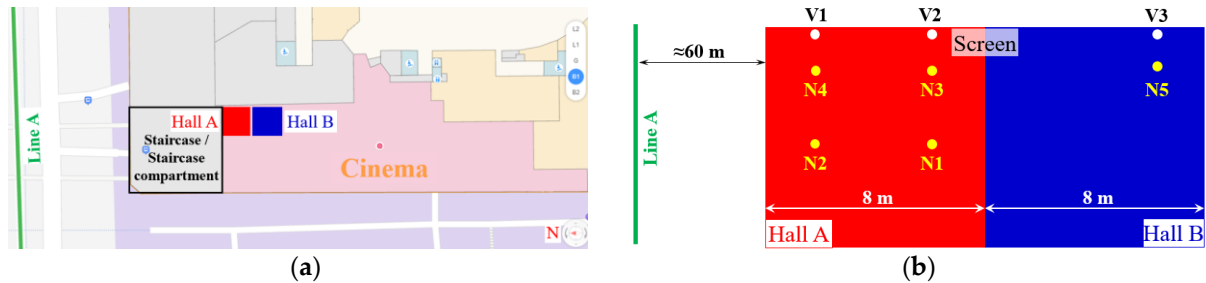 L2
L1
G
B1
B2
Line A
Hall A
Hall B
Staircase /
Staircase
compartment
Cinema
N
(a)
V1
V2
V3
≈60 m
Screen
N4
N3
N5
Line A
N2
N1
8 m
8 m
Hall A
Hall B
(b)